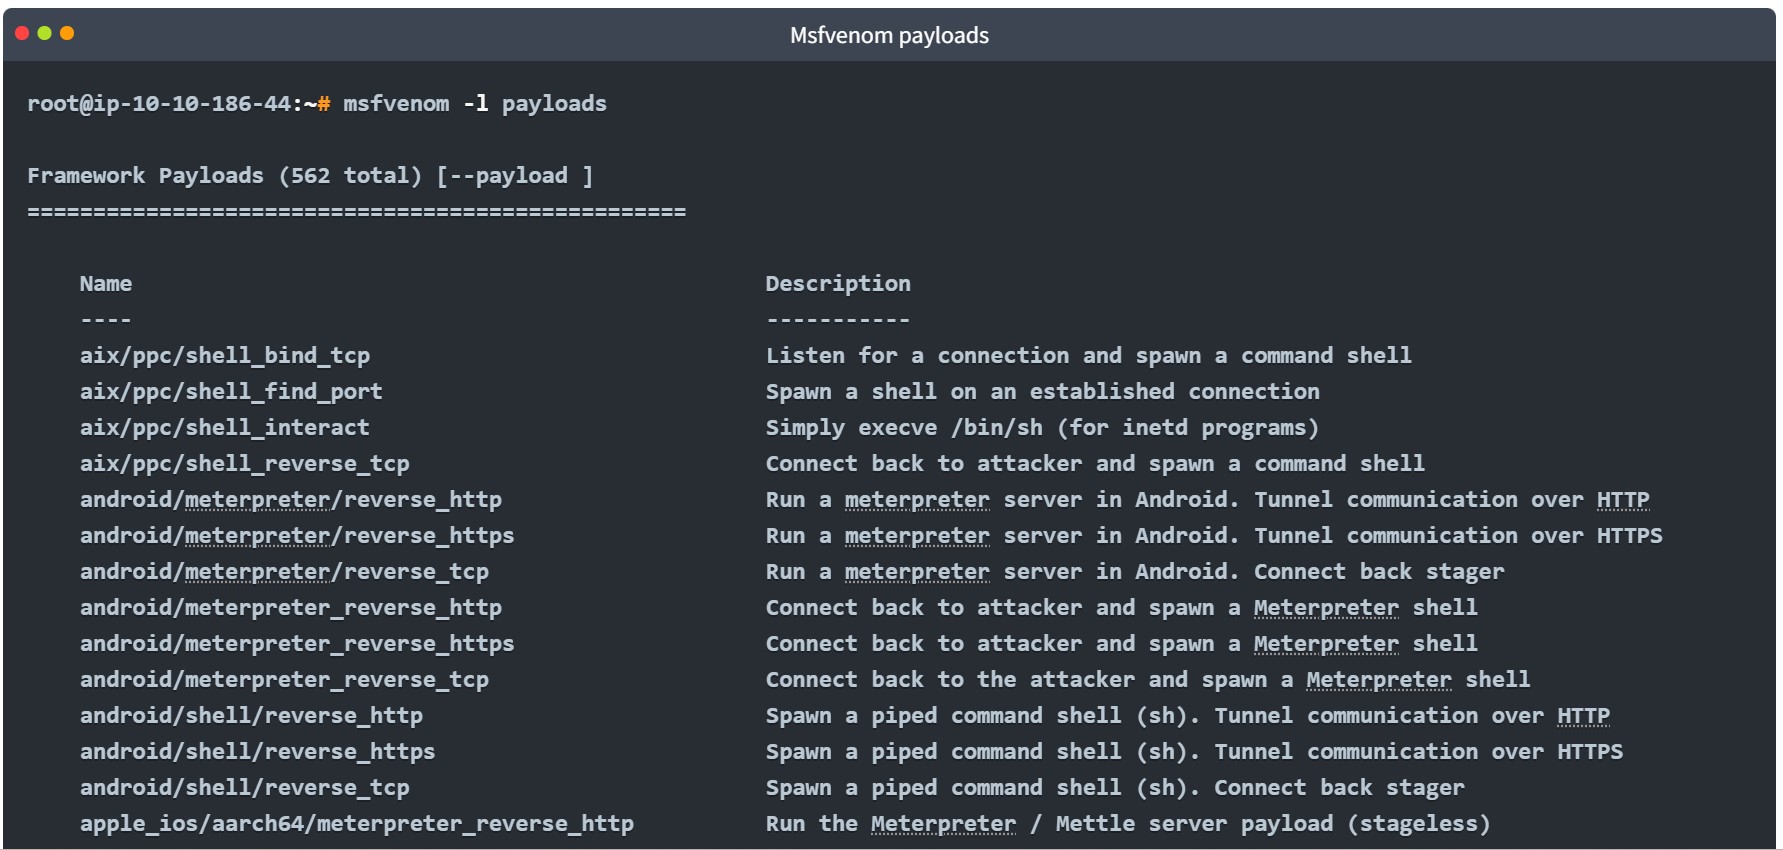 Msfvenom payloads
root@ip-10-10-186-44:~# msfvenom -l payloads
Framework Payloads (562 total) [--payload ]
==================================================
Name Description
---- -----------
aix/ppc/shell_bind_tcp Listen for a connection and spawn a command shell
aix/ppc/shell_find_port Spawn a shell on an established connection
aix/ppc/shell_interact Simply execve /bin/sh (for inetd programs)
aix/ppc/shell_reverse_tcp Connect back to attacker and spawn a command shell
android/meterpreter/reverse_http Run a meterpreter server in Android. Tunnel communication over HTTP
android/meterpreter/reverse_https Run a meterpreter server in Android. Tunnel communication over HTTPS
android/meterpreter/reverse_tcp Run a meterpreter server in Android. Connect back stager
android/meterpreter_reverse_http Connect back to attacker and spawn a Meterpreter shell
android/meterpreter_reverse_https Connect back to attacker and spawn a Meterpreter shell
android/meterpreter_reverse_tcp Connect back to the attacker and spawn a Meterpreter shell
android/shell/reverse_http Spawn a piped command shell (sh). Tunnel communication over HTTP
android/shell/reverse_https Spawn a piped command shell (sh). Tunnel communication over HTTPS
android/shell/reverse_tcp Spawn a piped command shell (sh). Connect back stager
apple_ios/aarch64/meterpreter_reverse_http Run the Meterpreter / Mettle server payload (stageless)